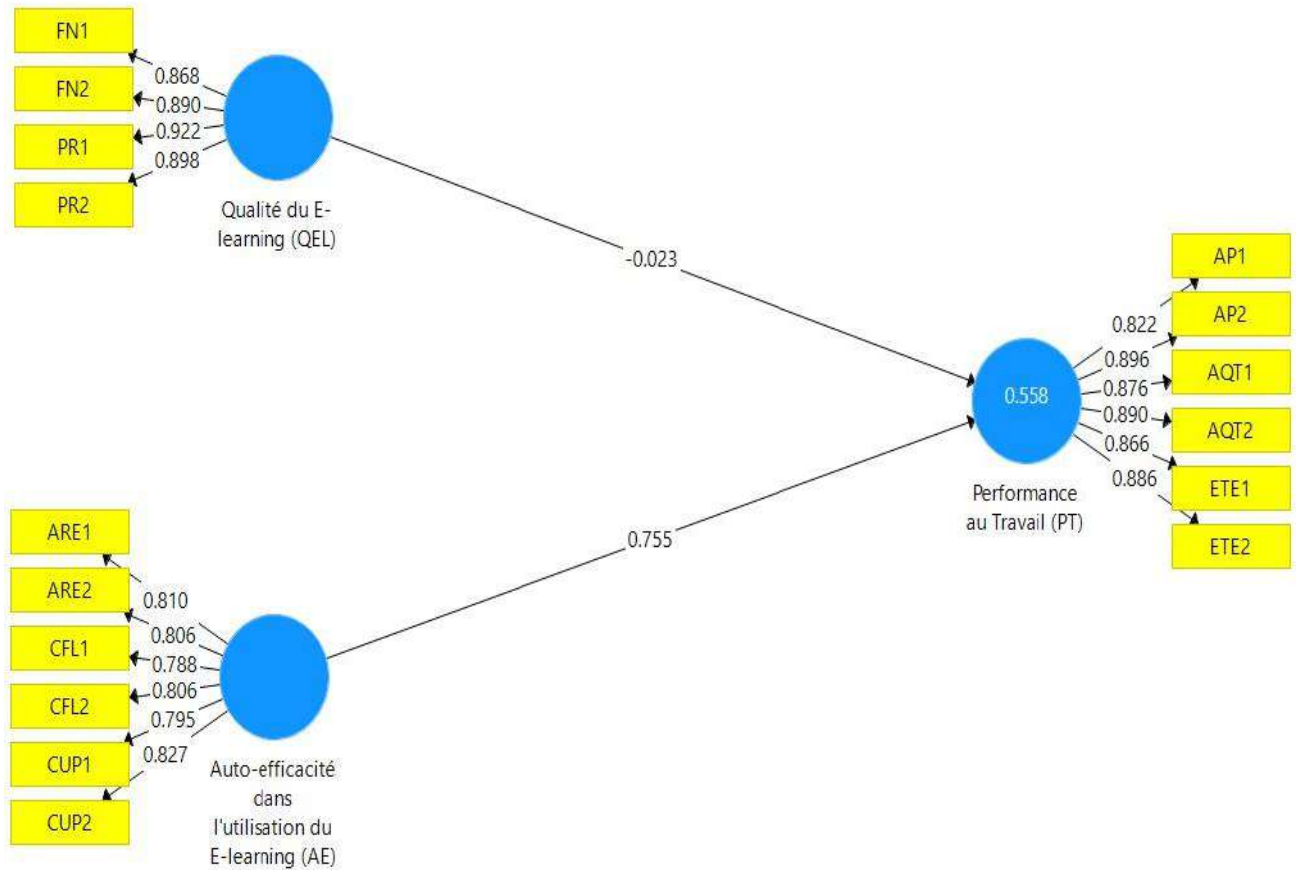 FN1
0.868
FN2
0.890
PR1
0.922
0.898
PR2
Qualité du E-
learning (QEL)
-0.023
AP1
0.822
AP2
0.896
AQT1
0.876
0.890
AQT2
0.866
0.886
ETE1
ETE2
0.558
Performance
au Travail (PT)
0.755
ARE1
0.810
ARE2
0.806
CFL1
0.788
0.806
CFL2
0.795
CUP1
0.827
CUP2
Auto-efficacité
dans
l'utilisation du
E-learning (AE)